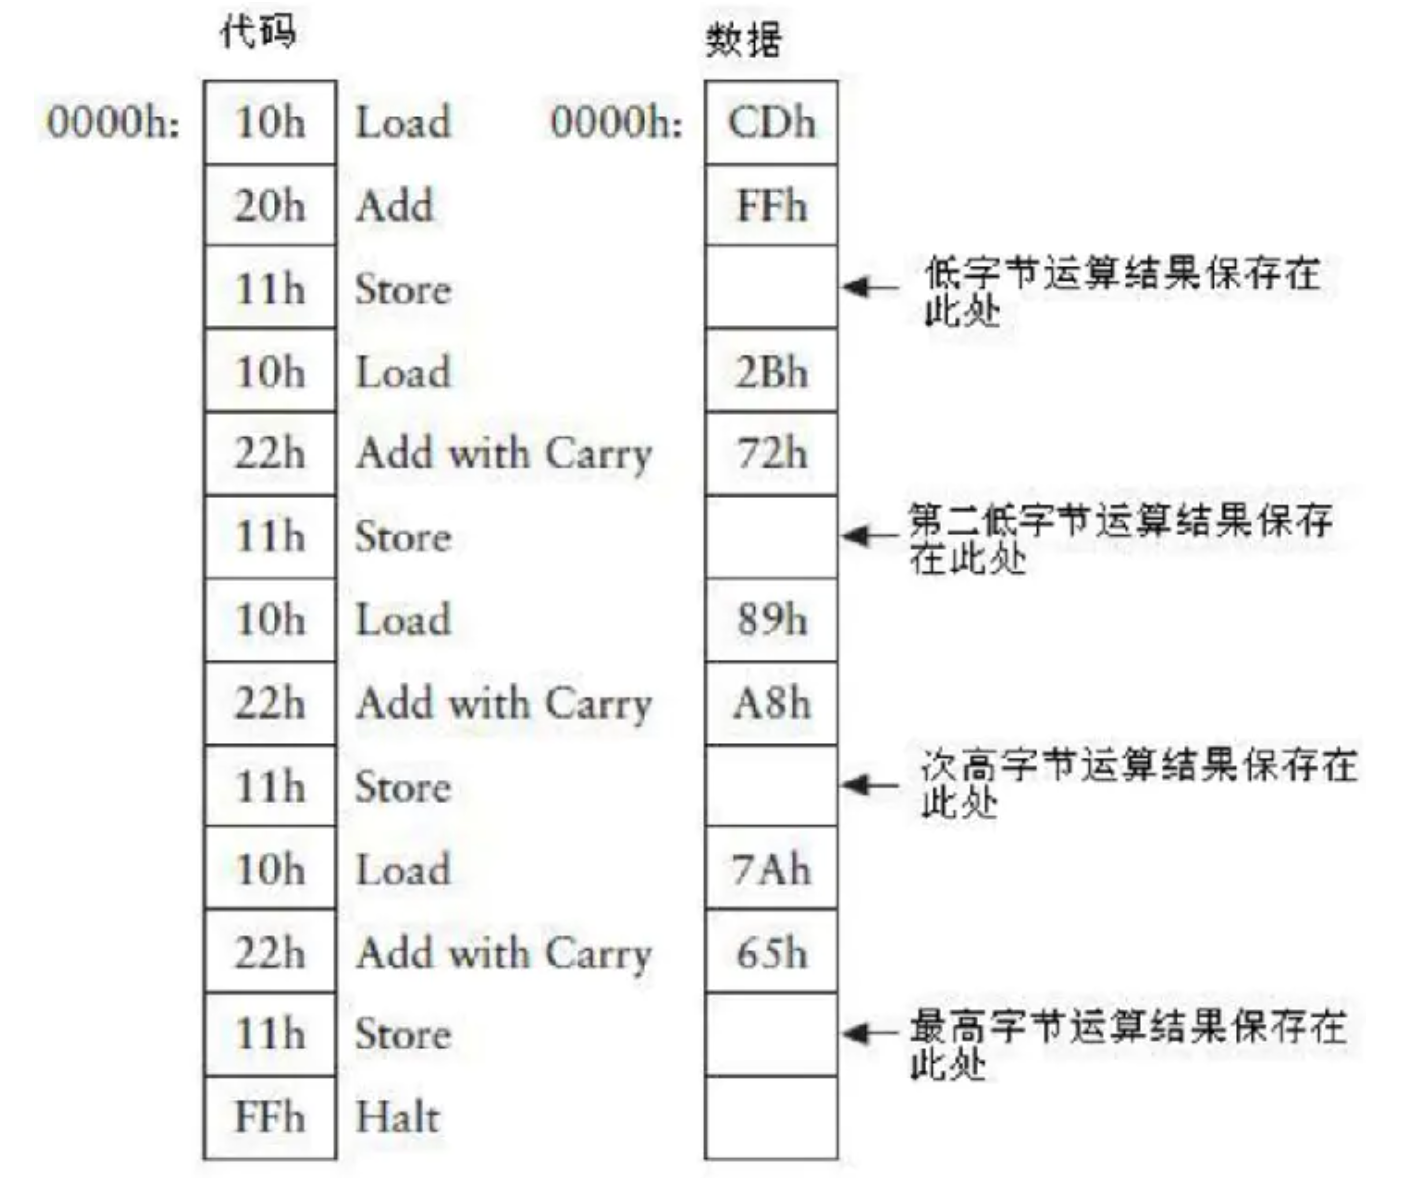 代码 数据
0000h: 10h Load 0000h: CDh
20h Add FFh
11h Store 低字节运算结果保存在
此处
10h Load 2Bh
22h Add with Carry 72h
11h Store 第二低字节运算结果保存
在此处
10h Load 89h
22h Add with Carry A8h
11h Store 次高字节运算结果保存在
此处
10h Load 7Ah
22h Add with Carry 65h
11h Store 最高字节运算结果保存在
此处
FFh Halt